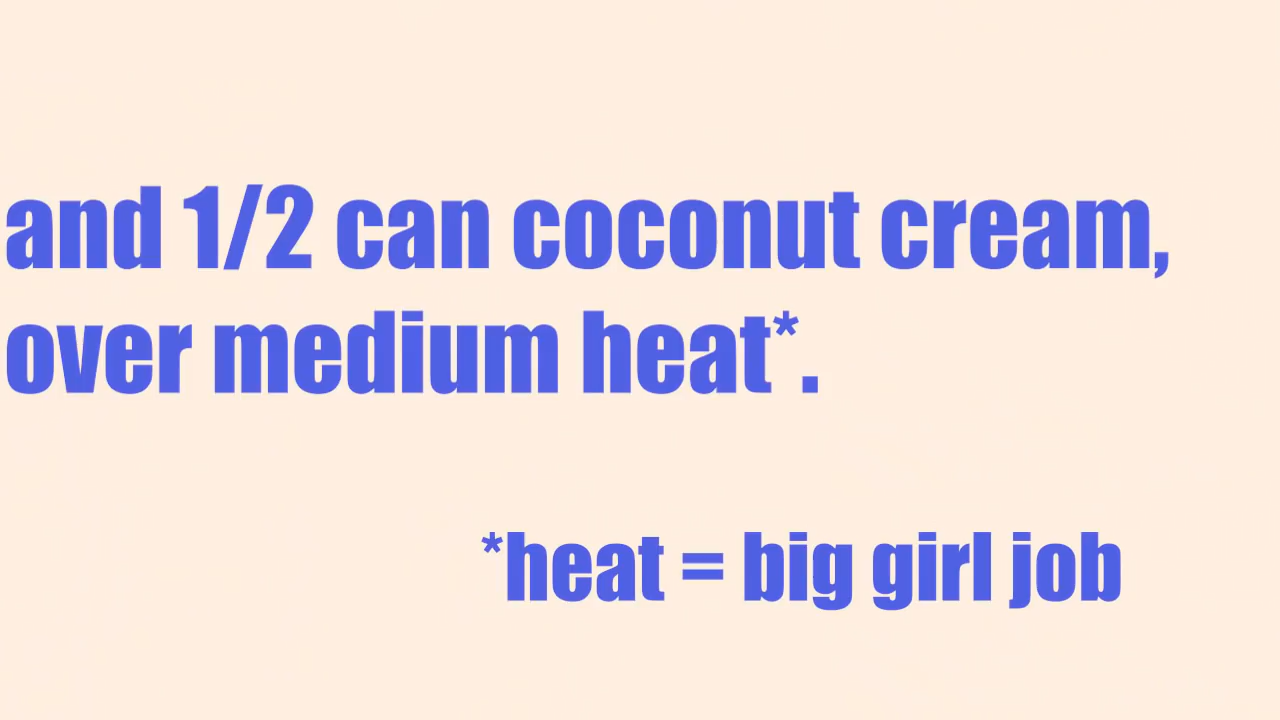 and 1/2 can coconut cream,
over medium heat*.
*heat = big girl job